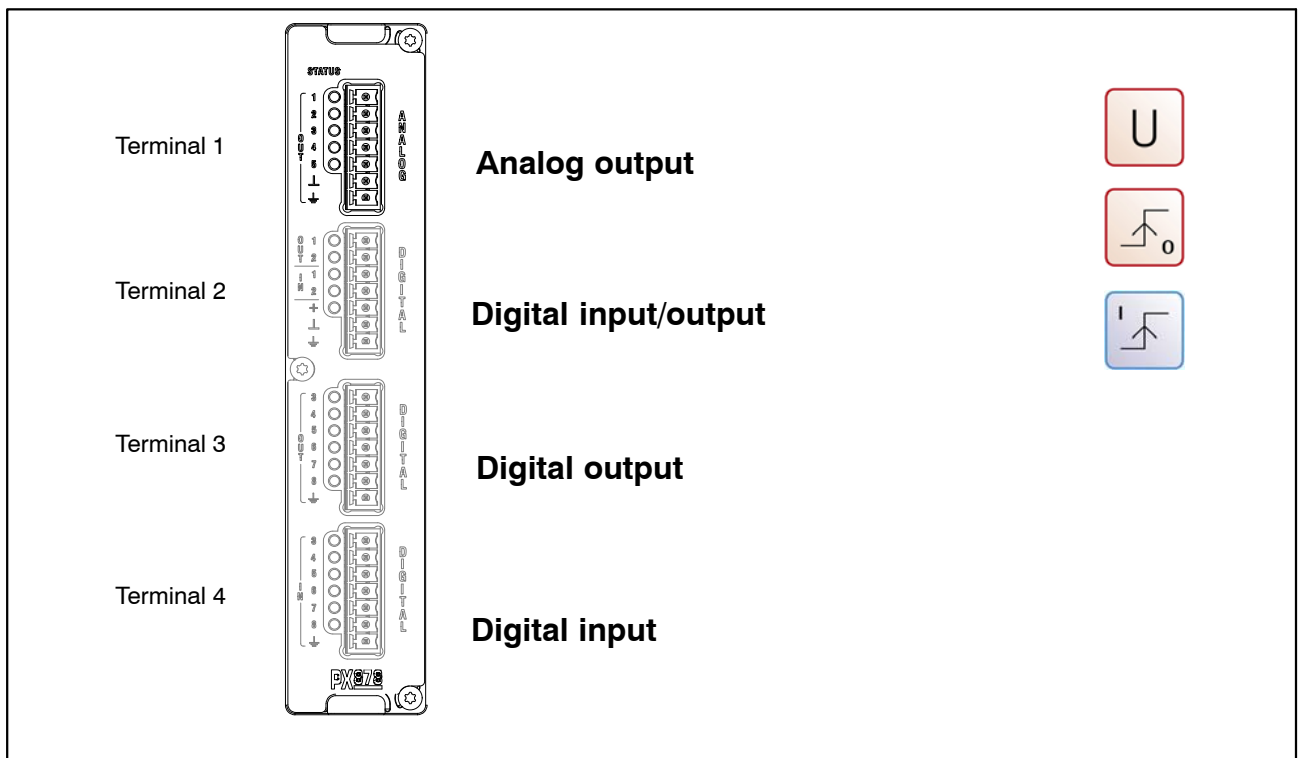 STATUS
1
2
3
4
5
OUT
ANALOG
Terminal 1
Analog output
U
o
OUT
1
2
IN
1
2
+
DIGITAL
Terminal 2
Digital input/output
I
3
4
5
6
7
8
OUT
DIGITAL
Terminal 3
Digital output
3
4
5
6
7
8
IN
DIGITAL
Terminal 4
Digital input
PX878